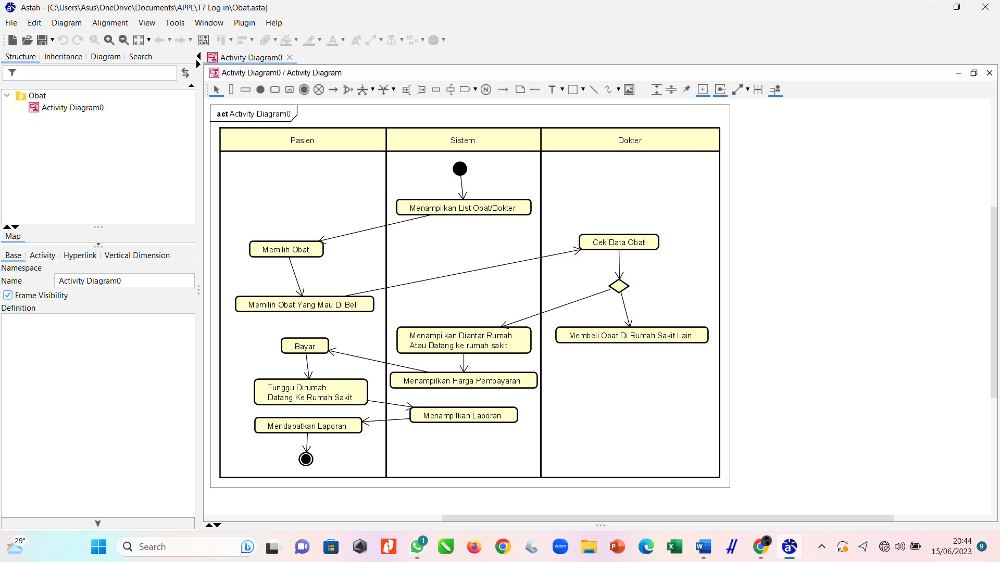 Astah - [C:\Users\Asus\OneDrive\Documents\APPL\T7 Log in\Obat.asta]
File Edit Diagram Alignment View Tools Window Plugin Help
Structure Inheritance Diagram Search
Activity Diagram0
Activity Diagram0 / Activity Diagram
Obat
Activity Diagram0
Map
Base Activity Hyperlink Vertical Dimension
Namespace
Name Activity Diagram0
Frame Visibility
Definition
act Activity Diagram0
Pasien Sistem Dokter
Menampilkan List Obat/Dokter
Cek Data Obat
Memilih Obat
Memilih Obat Yang Mau Di Beli
Menampilkan Diantar Rumah
Atau Datang ke rumah sakit
Membeli Obat Di Rumah Sakit Lain
Bayar
Menampilkan Harga Pembayaran
Tunggu Dirumah
Datang Ke Rumah Sakit
Menampilkan Laporan
Mendapatkan Laporan
29°
Search
1
zoom
20:44
15/06/2023
9